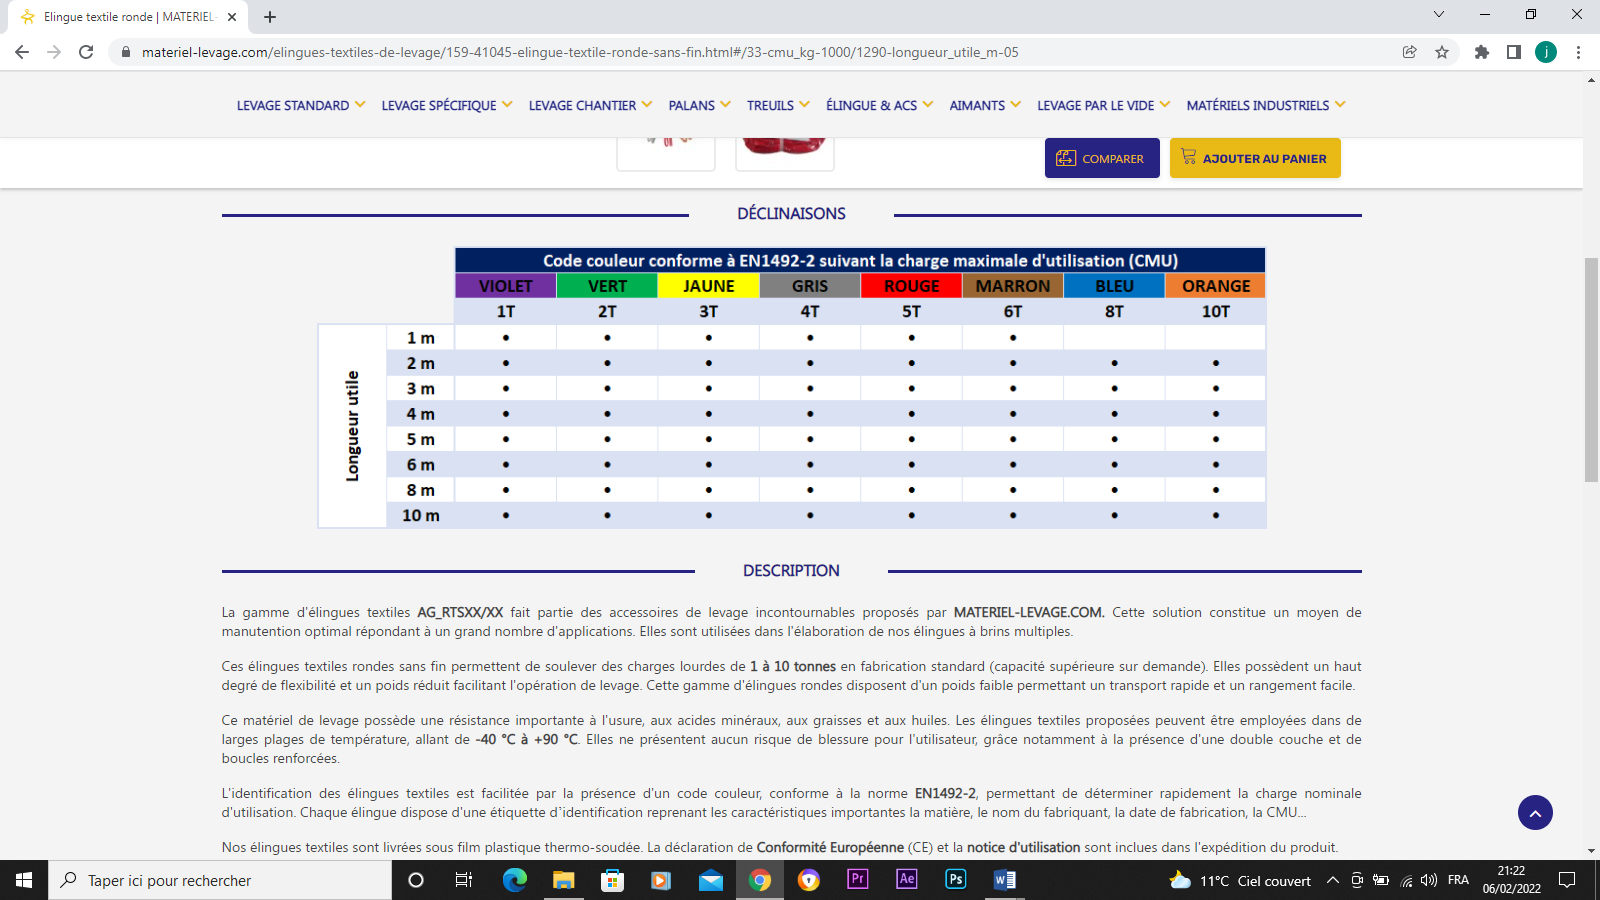 Elingue textile ronde | MATERIEL-
materiel-levage.com/elingues-textiles-de-levage/159-41045-elingue-textile-ronde-sans-fin.html#/33-cmu_kg-1000/1290-longueur_utile_m-05
j
LEVAGE STANDARD LEVAGE SPÉCIFIQUE LEVAGE CHANTIER PALANS TREUILS ÉLINGUE & ACS AIMANTS LEVAGE PAR LE VIDE MATÉRIELS INDUSTRIELS
COMPARER AJOUTER AU PANIER
DÉCLINAISONS
Code couleur conforme à EN1492-2 suivant la charge maximale d'utilisation (CMU)
VIOLET VERT JAUNE GRIS ROUGE MARRON BLEU ORANGE
1T 2T 3T 4T 5T 6T 8T 10T
Longueur utile
1 m • • • • • •
2 m • • • • • • • •
3 m • • • • • • • •
4 m • • • • • • • •
5 m • • • • • • • •
6 m • • • • • • • •
8 m • • • • • • • •
10 m • • • • • • • •
DESCRIPTION
La gamme d'élingues textiles AG_RTSXX/XX fait partie des accessoires de levage incontournables proposés par MATERIEL-LEVAGE.COM. Cette solution constitue un moyen de
manutention optimal répondant à un grand nombre d'applications. Elles sont utilisées dans l'élaboration de nos élingues à brins multiples.
Ces élingues textiles rondes sans fin permettent de soulever des charges lourdes de 1 à 10 tonnes en fabrication standard (capacité supérieure sur demande). Elles possèdent un haut
degré de flexibilité et un poids réduit facilitant l'opération de levage. Cette gamme d'élingues rondes disposent d'un poids faible permettant un transport rapide et un rangement facile.
Ce matériel de levage possède une résistance importante à l'usure, aux acides minéraux, aux graisses et aux huiles. Les élingues textiles proposées peuvent être employées dans de
larges plages de température, allant de -40 °C à +90 °C. Elles ne présentent aucun risque de blessure pour l'utilisateur, grâce notamment à la présence d'une double couche et de
boucles renforcées.
L'identification des élingues textiles est facilitée par la présence d'un code couleur, conforme à la norme EN1492-2, permettant de déterminer rapidement la charge nominale
d'utilisation. Chaque élingue dispose d'une étiquette d'identification reprenant les caractéristiques importantes la matière, le nom du fabriquant, la date de fabrication, la CMU...
Nos élingues textiles sont livrées sous film plastique thermo-soudée. La déclaration de Conformité Européenne (CE) et la notice d'utilisation sont inclues dans l'expédition du produit.
Taper ici pour rechercher
Pr Ae Ps W
11°C Ciel couvert
FRA
21:22
06/02/2022